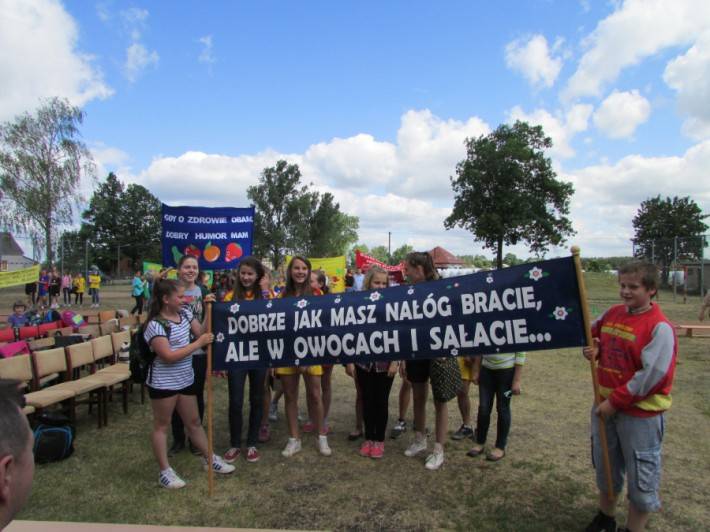 GDY O ZDROWIE DBAM,
DOBRY HUMOR MAM
DOBRZE JAK MASZ NAŁÓG BRACIE,
ALE W OWOCACH I SAŁACIE...